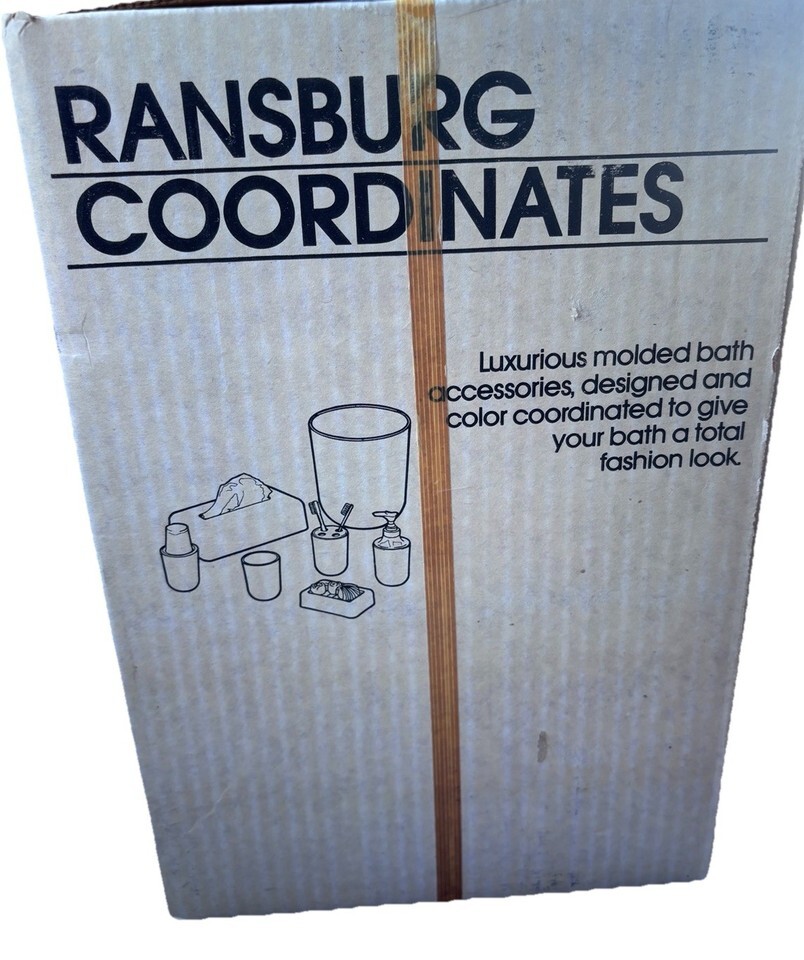 RANSBURG
COORDINATES
Luxurious molded bath
accessories, designed and
color coordinated to give
your bath a total
fashion look.